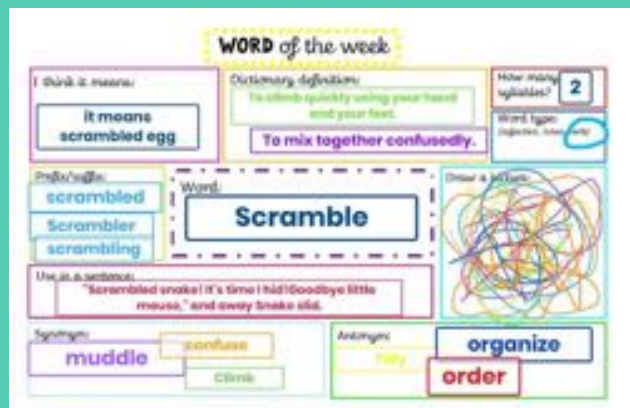 WORD of the week
I think it means:
it means
scrambled egg
Dictionary definition:
To climb quickly using your hand
and your feet.
To mix together confusedly.
How many
syllables?
2
Word type:
Prefix/suffix:
scrambled
Scrambler
scrambling
Word:
Scramble
Draw a picture:
Use in a sentence:
"Scrambled snake! It's time I hid!Goodbye little
mouse," and away Snake slid.
Synonym:
muddle
confuse
Climb
Antonym:
Tidy
organize
order